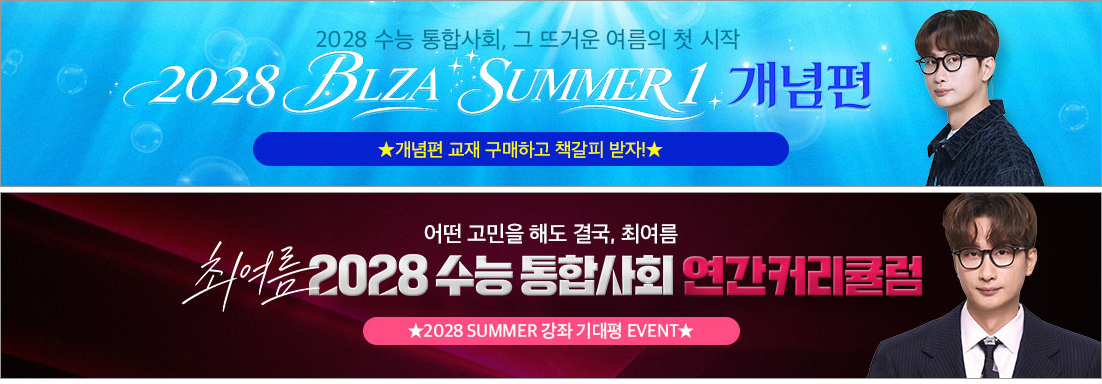 2028 수능 통합사회, 그 뜨거운 여름의 첫 시작
2028 BLZA SUMMER 1 개념편
★개념편 교재 구매하고 책갈피 받자!★
어떤 고민을 해도 결국, 최여름
최여름 2028 수능 통합사회 연간커리큘럼
★2028 SUMMER 강좌 기대평 EVENT★